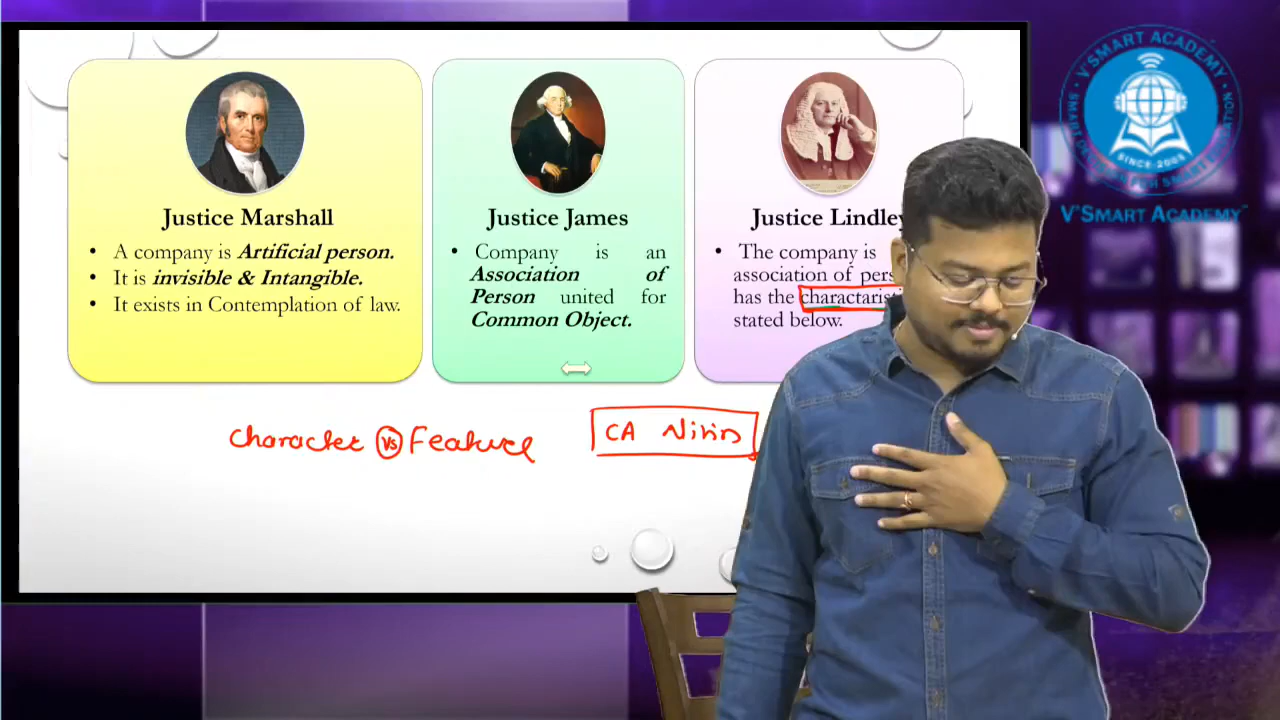 Justice Marshall
• A company is Artificial person.
• It is invisible & Intangible.
• It exists in Contemplation of law.
Justice James
• Company is an
Association of
Person united for
Common Object.
Justice Lindley
• The company is
association of
has the
stated below.
Character vs Feature
CA
V'SMART ACADEMY
SINCE-2008
V'SMART ACADEMY